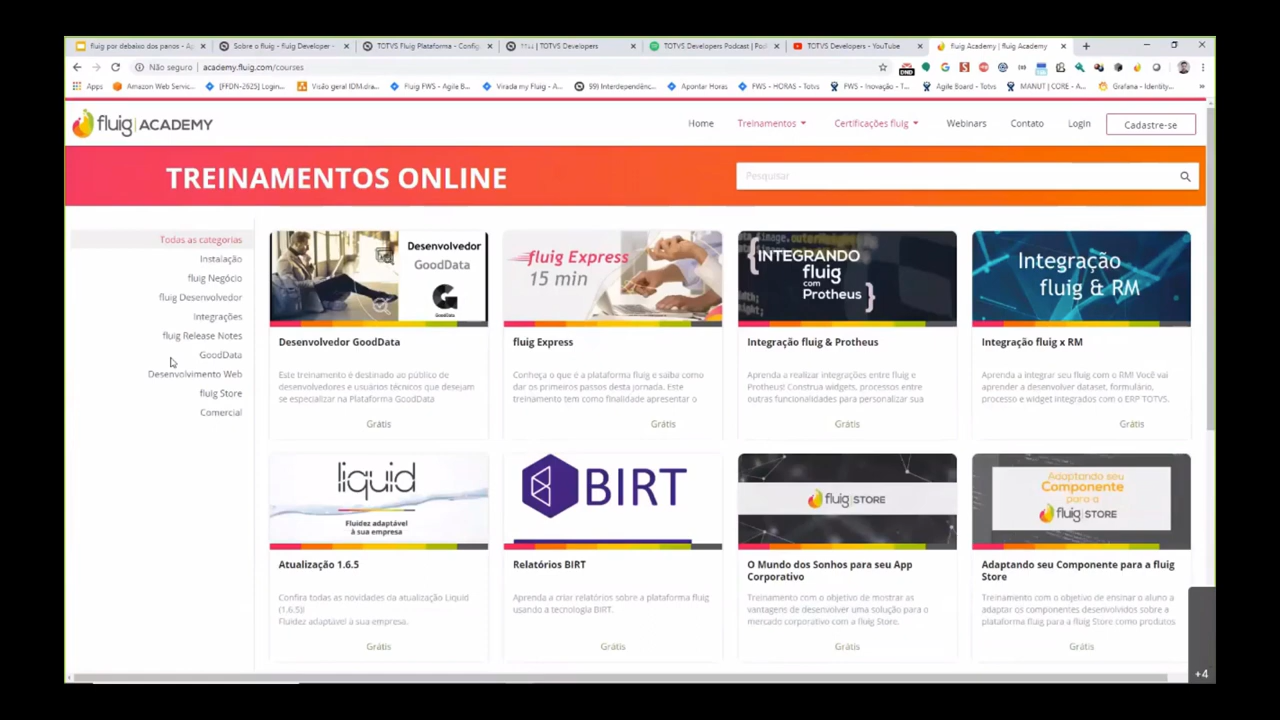 fluig por debaixo dos panos - Ap
Sobre o fluig - fluig Developer -
TOTVS Fluig Plataforma - Config
TOTVS Developers
TOTVS Developers Podcast | Pod
TOTVS Developers - YouTube
fluig Academy | fluig Academy
Não seguro | academy.fluig.com/courses
Apps
Amazon Web Servic...
[FFDN-2625] Login...
Visão geral IDM.dra...
Fluig FWS - Agile B...
Virada my Fluig - A...
99) Interdependênc...
Apontar Horas
FWS - HORAS - Totvs
FWS - Inovação - T...
Agile Board - Totvs
MANUT | CORE - A...
Grafana - Identity...
fluig | ACADEMY
Home
Treinamentos
Certificações fluig
Webinars
Contato
Login
Cadastre-se
TREINAMENTOS ONLINE
Pesquisar
Todas as categorias
Instalação
fluig Negócio
fluig Desenvolvedor
Integrações
fluig Release Notes
GoodData
Desenvolvimento Web
fluig Store
Comercial
Desenvolvedor
GoodData
G
GoodData
Desenvolvedor GoodData
Este treinamento é destinado ao público de
desenvolvedores e usuários técnicos que desejam
se especializar na Plataforma GoodData
Grátis
fluig Express
15 min
fluig Express
Conheça o que é a plataforma fluig e saiba como
dar os primeiros passos desta jornada. Este
treinamento tem como finalidade apresentar o
Grátis
{INTEGRANDO
fluig
com
Protheus }
Integração fluig & Protheus
Aprenda a realizar integrações entre fluig e
Protheus! Construa widgets, processos entre
outras funcionalidades para personalizar sua
Grátis
Integração
fluig & RM
Integração fluig x RM
Aprenda a integrar seu fluig com o RM! Você vai
aprender a desenvolver dataset, formulário,
processo e widget integrados com o ERP TOTVS.
Grátis
liquid
Fluidez adaptável
à sua empresa
Atualização 1.6.5
Confira todas as novidades da atualização Liquid
(1.6.5)!
Fluidez adaptável à sua empresa.
Grátis
BIRT
Relatórios BIRT
Aprenda a criar relatórios sobre a plataforma fluig
usando a tecnologia BIRT.
Grátis
fluig | STORE
O Mundo dos Sonhos para seu App
Corporativo
Treinamento com o objetivo de mostrar as
vantagens de desenvolver uma solução para o
mercado corporativo com a fluig Store.
Grátis
Adaptando seu
Componente
para a
fluig STORE
Adaptando seu Componente para a fluig
Store
Treinamento com o objetivo de ensinar o aluno a
adaptar os componentes desenvolvidos sobre a
plataforma fluig para a fluig Store como produtos
Grátis
+4